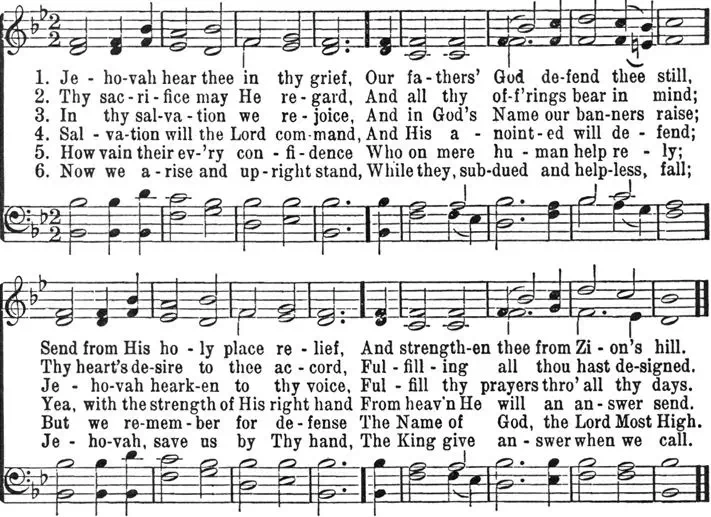 1. Je - ho-vah hear thee in thy grief, Our fa-thers' God de-fend thee still,
2. Thy sac-ri-fice may He re-gard, And all thy of-f'rings bear in mind;
3. In thy sal-va-tion we re-joice, And in God's Name our ban-ners raise;
4. Sal-va-tion will the Lord com-mand, And His a-noint-ed will de-fend;
5. How vain their ev-'ry con-fi-dence Who on mere hu-man help re-ly;
6. Now we a-rise and up-right stand, While they, sub-dued and help-less, fall;
Send from His ho-ly place re-lief, And strength-en thee from Zi-on's hill.
Thy heart's de-sire to thee ac-cord, Ful-fill-ing all thou hast de-signed.
Je-ho-vah heark-en to thy voice, Ful-fill thy prayers thro' all thy days.
Yea, with the strength of His right hand From heav'n He will an an-swer send.
But we re-mem-ber for de-fense The Name of God, the Lord Most High.
Je-ho-vah, save us by Thy hand, The King give an-swer when we call.